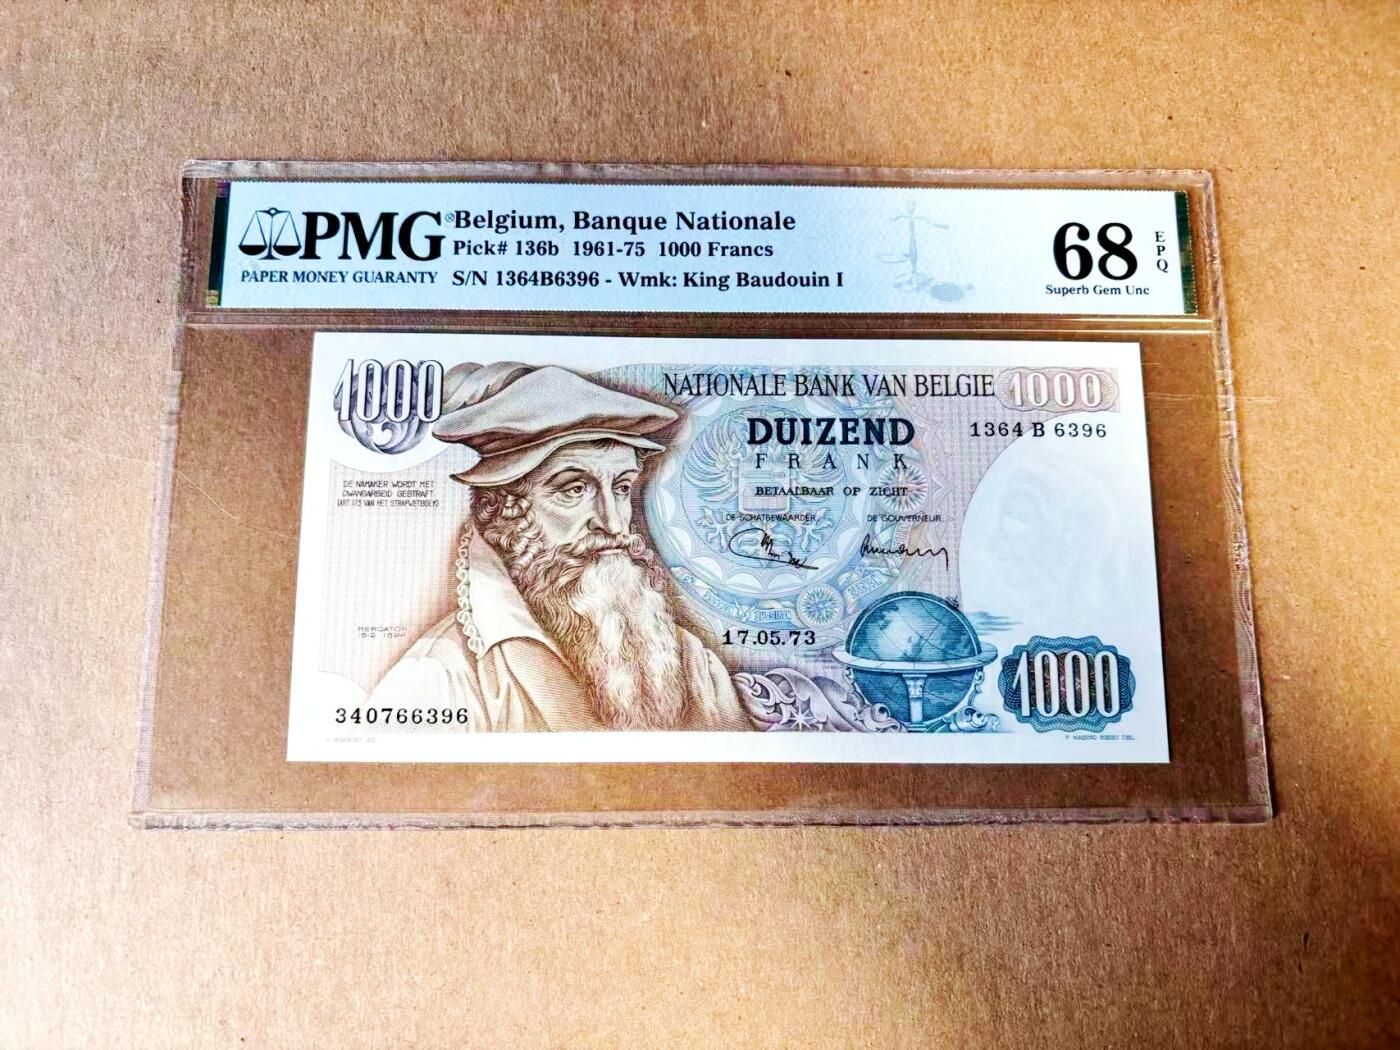 PMG®
PAPER MONEY GUARANTY
Belgium, Banque Nationale
Pick# 136b 1961-75 1000 Francs
S/N 1364B6396 - Wmk: King Baudouin I
68
EPQ
Superb Gem Unc
1000
NATIONALE BANK VAN BELGIE
1000
DUIZEND
FRANK
1364 B 6396
BETAALBAAR OP ZICHT
DE NAMAKER WORDT MET
DWANGARBEID GESTRAFT
(ART. 173 VAN HET STRAFWETBOEK)
DE SCHATBEWAARDER,
DE GOUVERNEUR,
MERCATOR
1512 1594
17.05.73
1000
340766396